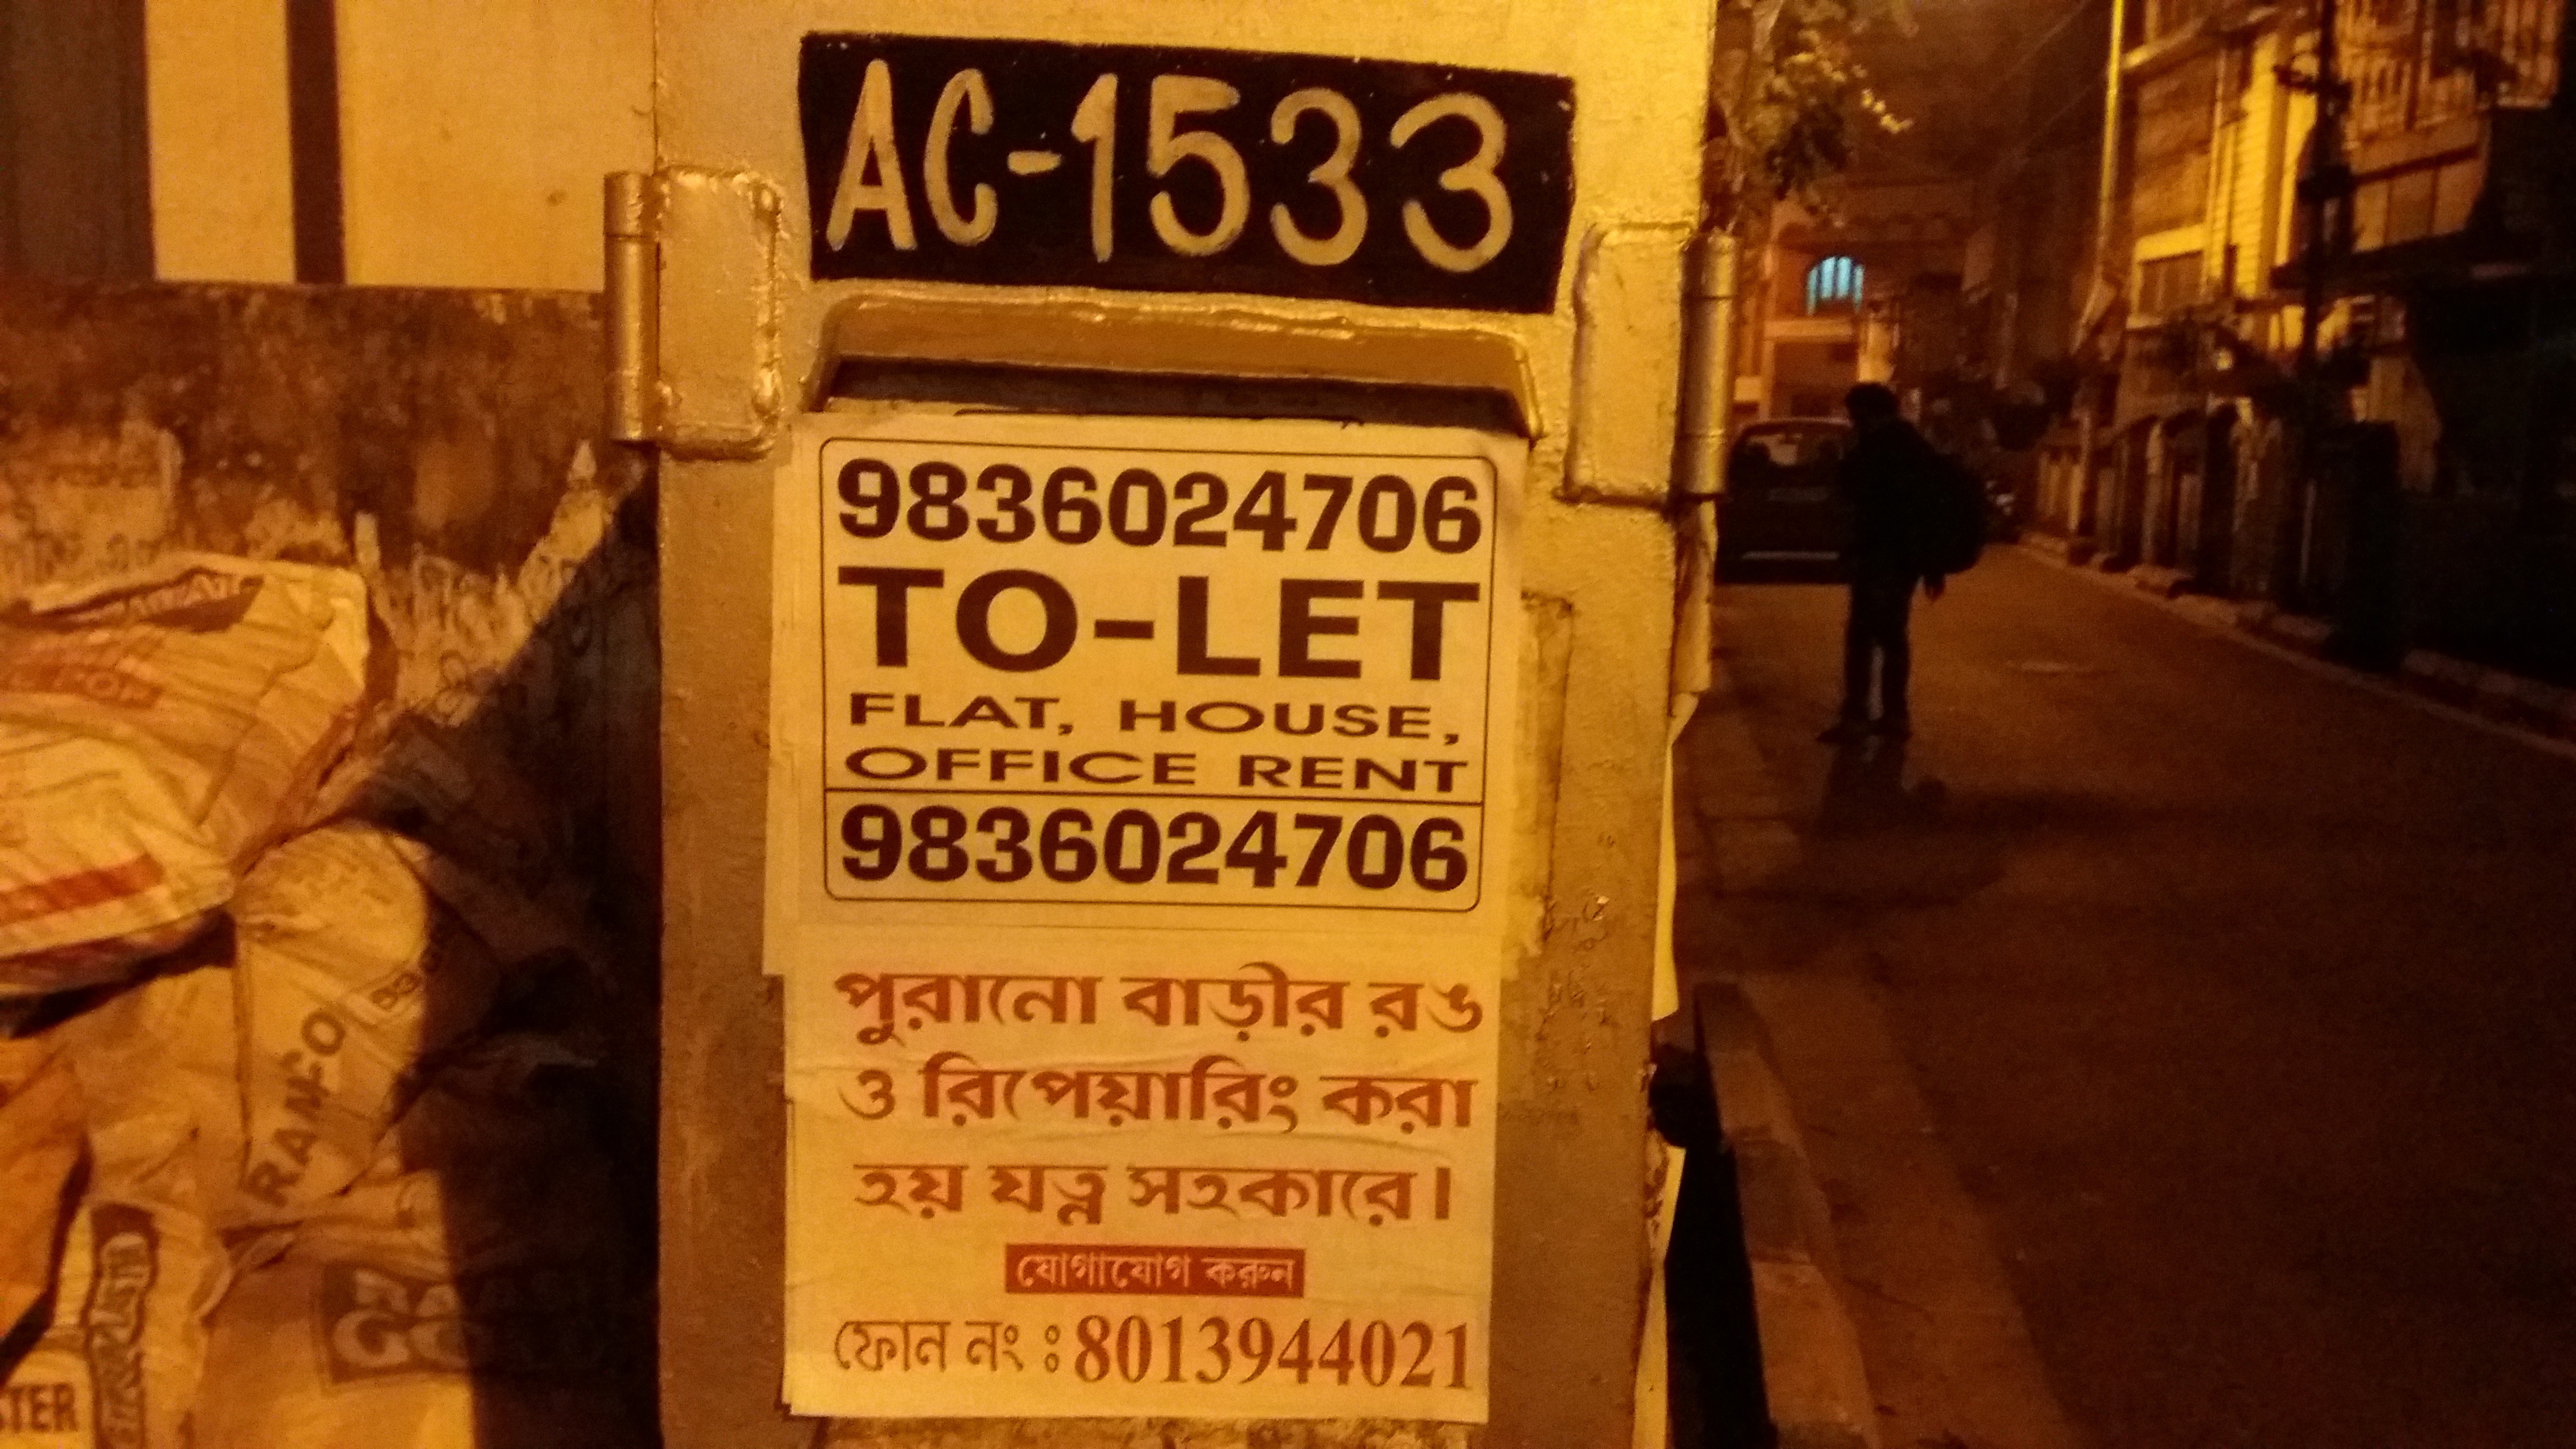 AC-1533
9836024706
TO-LET
FLAT, HOUSE,
OFFICE RENT
9836024706
পুরানো বাড়ীর রঙ
ও রিপেয়ারিং করা
হয় যত্ন সহকারে।
যোগাযোগ করুন
ফোন নং ঃ 8013944021